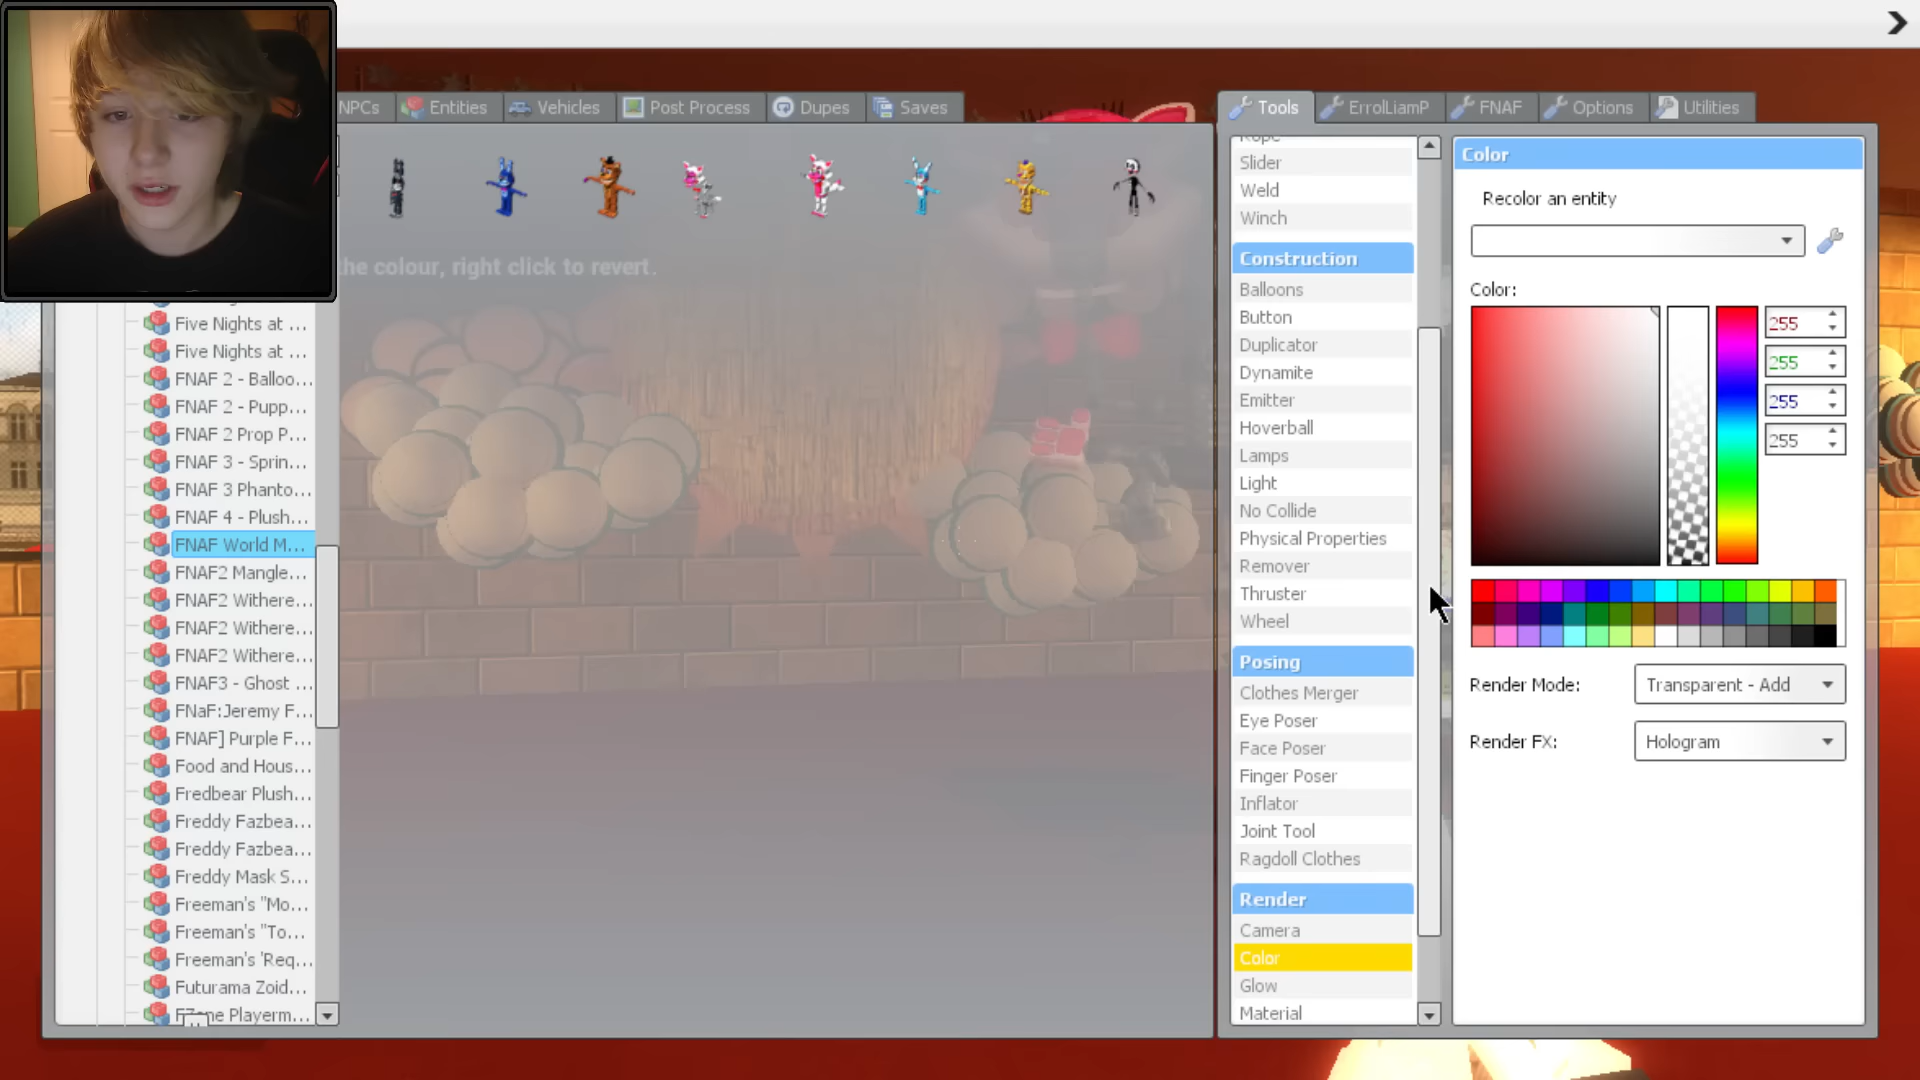 NPCs
Entities
Vehicles
Post Process
Dupes
Saves
the colour, right click to revert.
Five Nights at ...
Five Nights at ...
FNAF 2 - Balloo...
FNAF 2 - Pupp...
FNAF 2 Prop P...
FNAF 3 - Sprin...
FNAF 3 Phanto...
FNAF 4 - Plush...
FNAF World M...
FNAF2 Mangle...
FNAF2 Withere...
FNAF2 Withere...
FNAF2 Withere...
FNAF3 - Ghost ...
FNaF:Jeremy F...
FNAF] Purple F...
Food and Hous...
Fredbear Plush...
Freddy Fazbea...
Freddy Fazbea...
Freddy Mask S...
Freeman's "Mo...
Freeman's "To...
Freeman's 'Req...
Futurama Zoid...
Playerm...
Tools
ErrolLiamP
FNAF
Options
Utilities
Rope
Slider
Weld
Winch
Construction
Balloons
Button
Duplicator
Dynamite
Emitter
Hoverball
Lamps
Light
No Collide
Physical Properties
Remover
Thruster
Wheel
Posing
Clothes Merger
Eye Poser
Face Poser
Finger Poser
Inflator
Joint Tool
Ragdoll Clothes
Render
Camera
Color
Glow
Material
Color
Recolor an entity
Color:
255
255
255
255
Render Mode:
Transparent - Add
Render FX:
Hologram